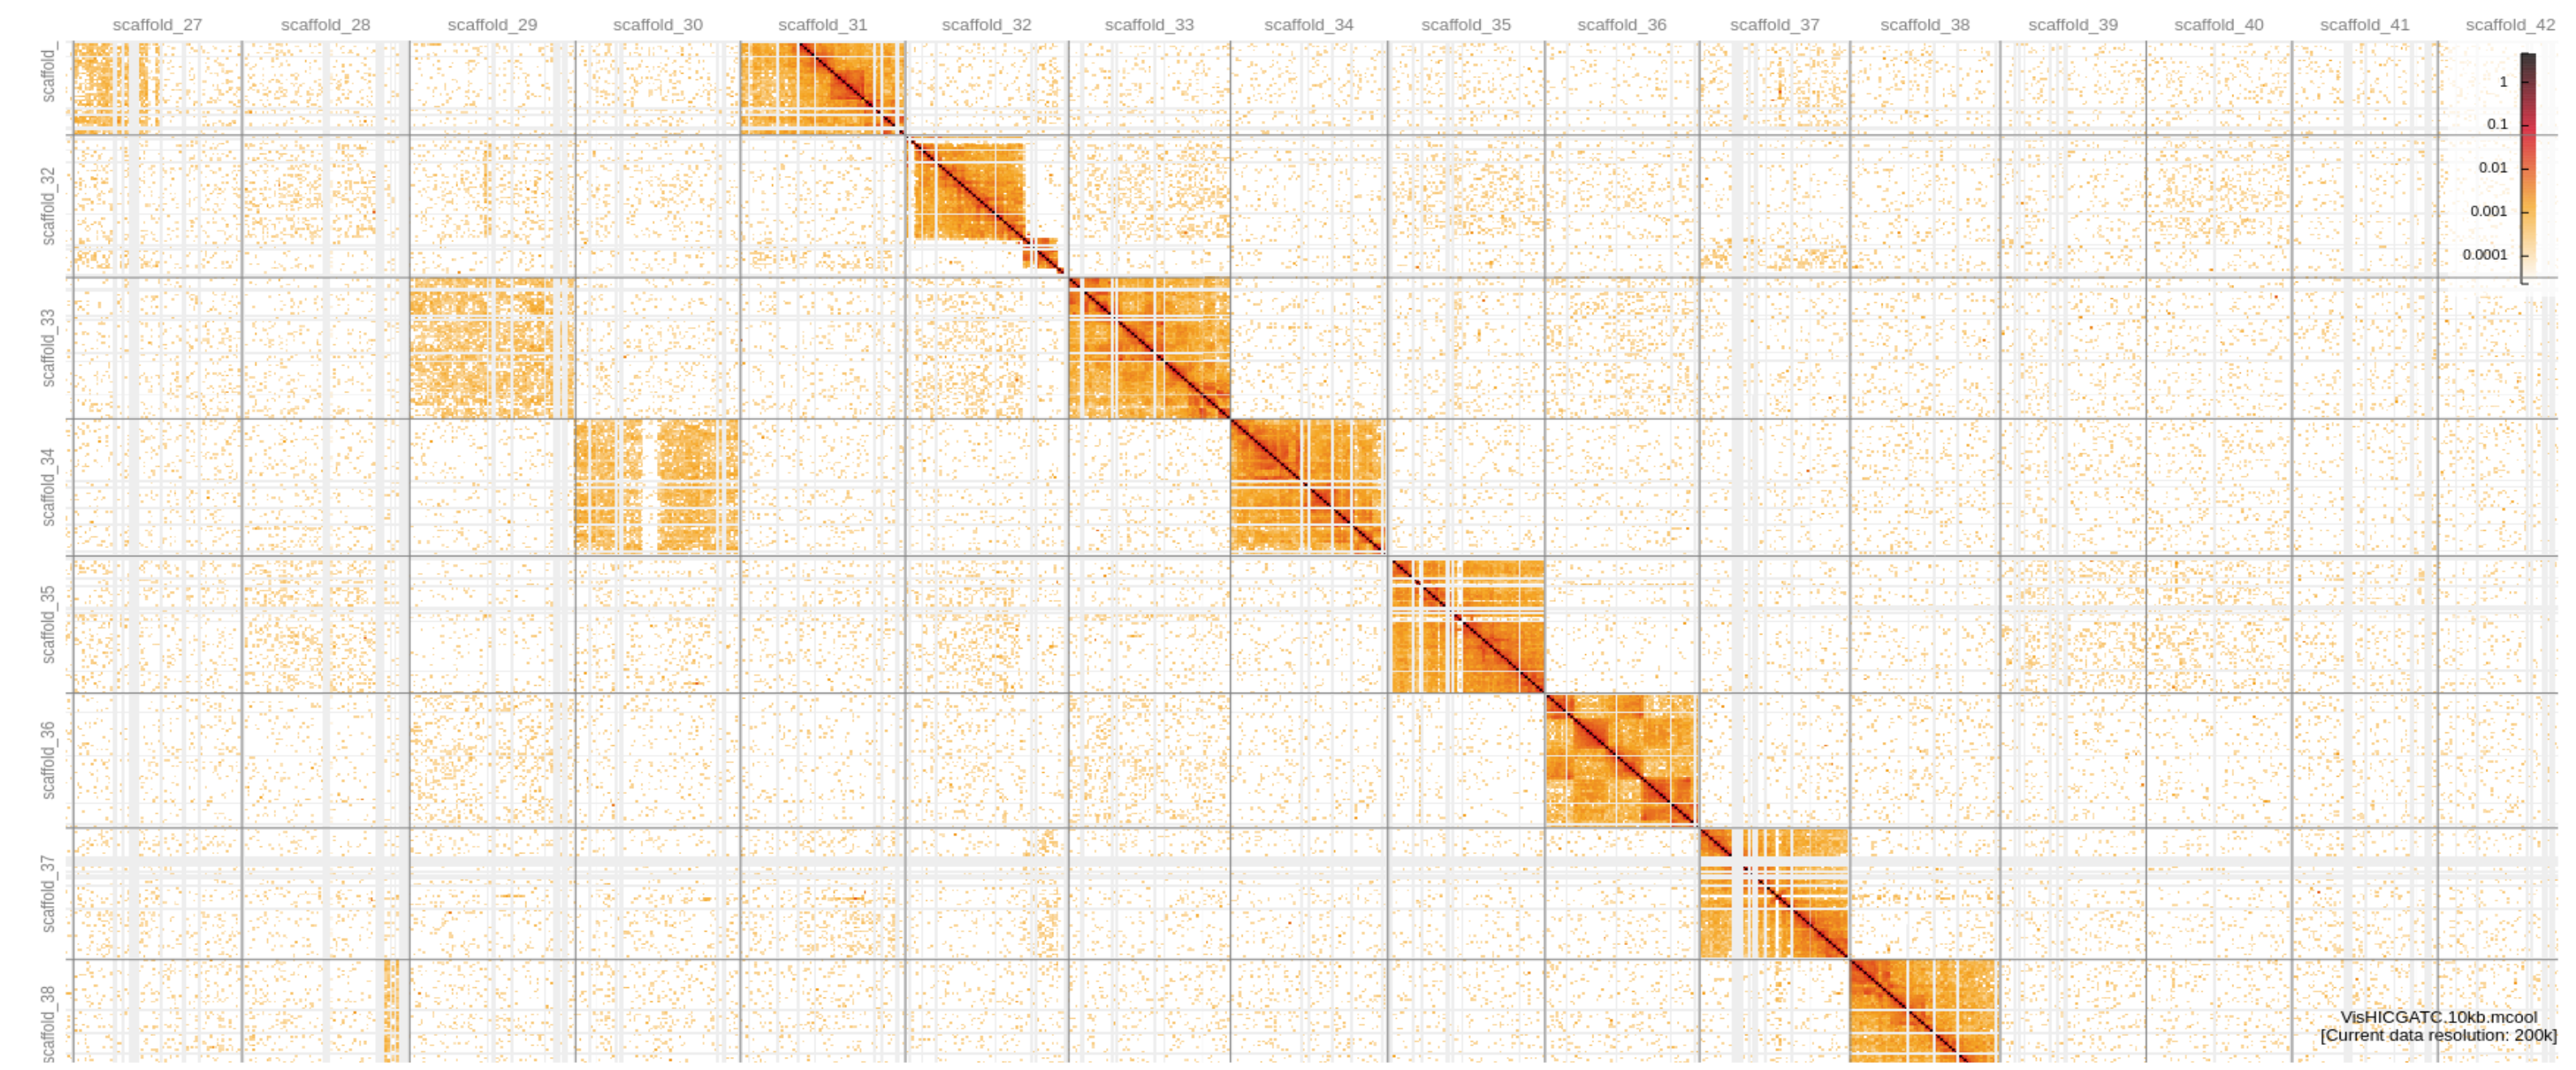 scaffold_27 scaffold_28 scaffold_29 scaffold_30 scaffold_31 scaffold_32 scaffold_33 scaffold_34 scaffold_35 scaffold_36 scaffold_37 scaffold_38 scaffold_39 scaffold_40 scaffold_41 scaffold_42
scaffold_
1
0.1
scaffold_32
0.01
0.001
0.0001
scaffold_33
scaffold_34
scaffold_35
scaffold_36
scaffold_37
scaffold_38
VisHICGATC.10kb.mcool
[Current data resolution: 200k]